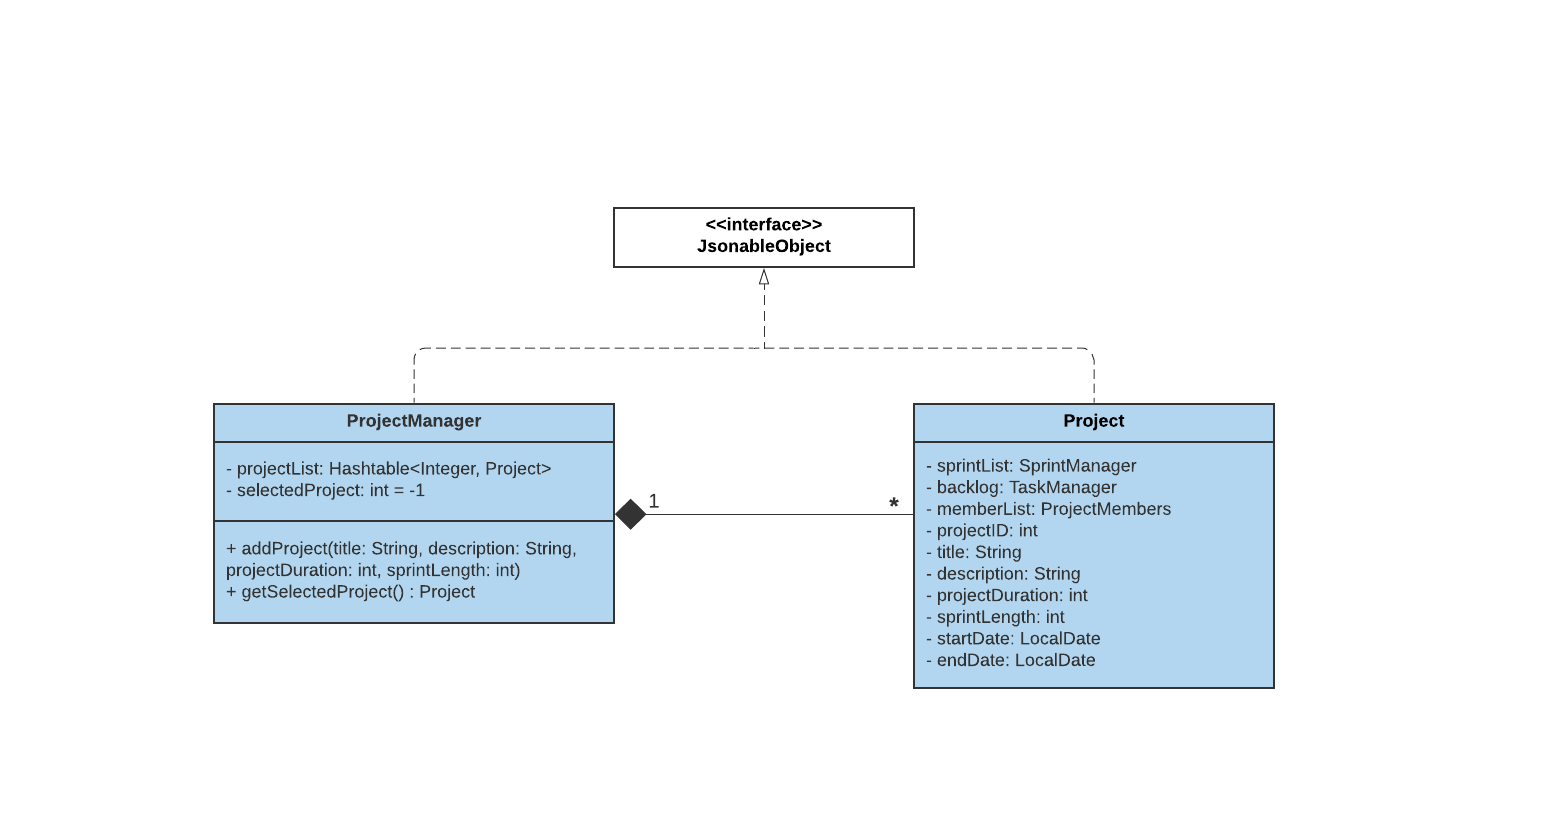 <<interface>>
JsonableObject
ProjectManager
- projectList: Hashtable<Integer, Project>
- selectedProject: int = -1
+ addProject(title: String, description: String,
projectDuration: int, sprintLength: int)
+ getSelectedProject() : Project
1
*
Project
- sprintList: SprintManager
- backlog: TaskManager
- memberList: ProjectMembers
- projectID: int
- title: String
- description: String
- projectDuration: int
- sprintLength: int
- startDate: LocalDate
- endDate: LocalDate